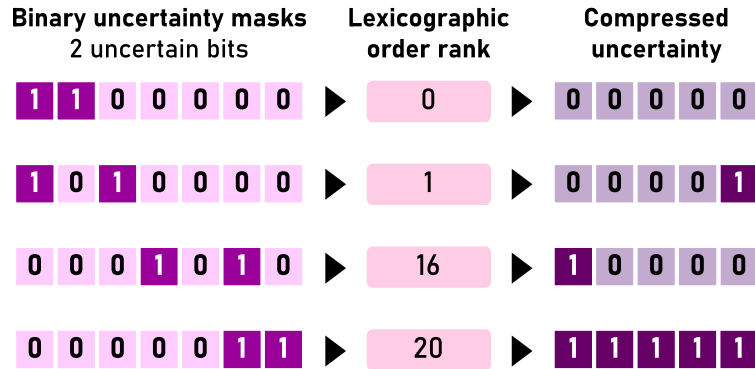 Binary uncertainty masks
2 uncertain bits
Lexicographic
order rank
Compressed
uncertainty
1 1 0 0 0 0 0 0 0 0 0 0 0
1 0 1 0 0 0 0 1 0 0 0 0 1
0 0 0 1 0 1 0 16 1 0 0 0 0
0 0 0 0 0 1 1 20 1 1 1 1 1